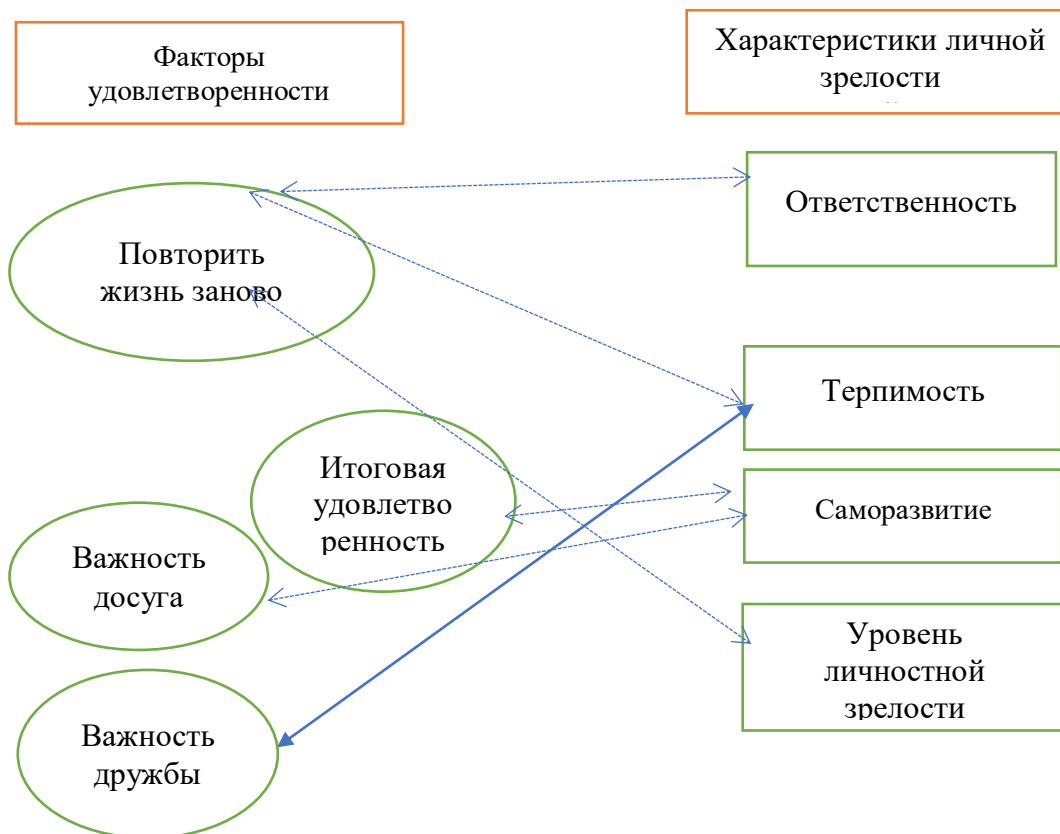 Факторы
удовлетворенности
Характеристики личной
зрелости
Повторить
жизнь заново
Ответственность
Терпимость
Итоговая
удовлетво
ренность
Саморазвитие
Важность
досуга
Уровень
личностной
зрелости
Важность
дружбы